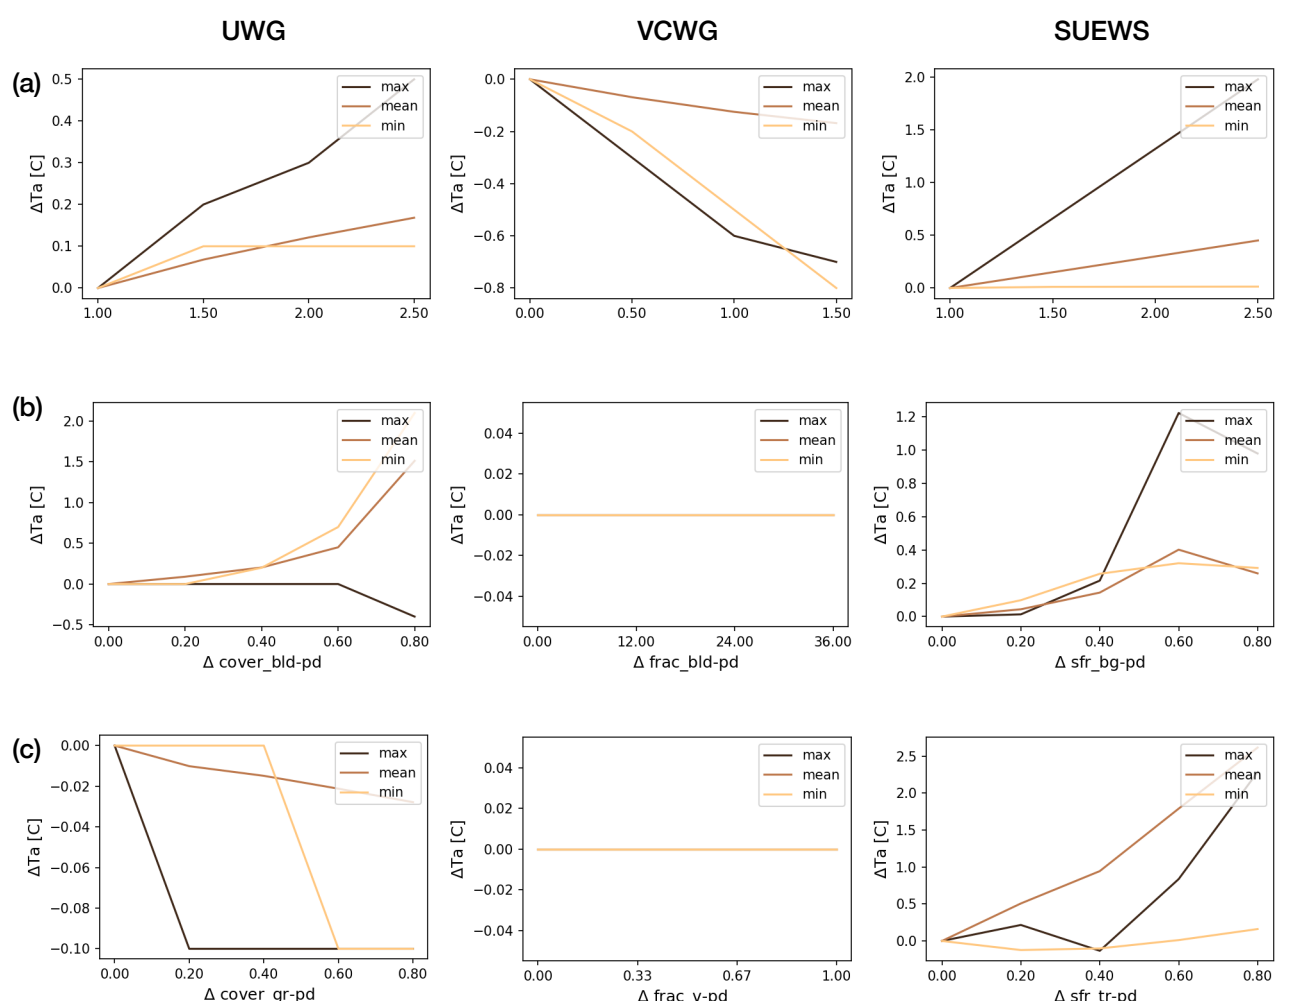 UWG VCWG SUEWS
(a)
0.5
0.4
0.3
0.2
0.1
0.0
ΔTa [C]
max
mean
min
1.00 1.50 2.00 2.50
0.0
−0.2
−0.4
−0.6
−0.8
ΔTa [C]
max
mean
min
0.00 0.50 1.00 1.50
2.0
1.5
1.0
0.5
0.0
ΔTa [C]
max
mean
min
1.00 1.50 2.00 2.50
(b)
2.0
1.5
1.0
0.5
0.0
−0.5
ΔTa [C]
max
mean
min
0.00 0.20 0.40 0.60 0.80
Δ cover_bld-pd
0.04
0.02
0.00
−0.02
−0.04
ΔTa [C]
max
mean
min
0.00 12.00 24.00 36.00
Δ frac_bld-pd
1.2
1.0
0.8
0.6
0.4
0.2
0.0
ΔTa [C]
max
mean
min
0.00 0.20 0.40 0.60 0.80
Δ sfr_bg-pd
(c)
0.00
−0.02
−0.04
−0.06
−0.08
−0.10
ΔTa [C]
max
mean
min
0.00 0.20 0.40 0.60 0.80
Δ cover_gr-pd
0.04
0.02
0.00
−0.02
−0.04
ΔTa [C]
max
mean
min
0.00 0.33 0.67 1.00
Δ frac_v-pd
2.5
2.0
1.5
1.0
0.5
0.0
ΔTa [C]
max
mean
min
0.00 0.20 0.40 0.60 0.80
Δ sfr_tr-pd